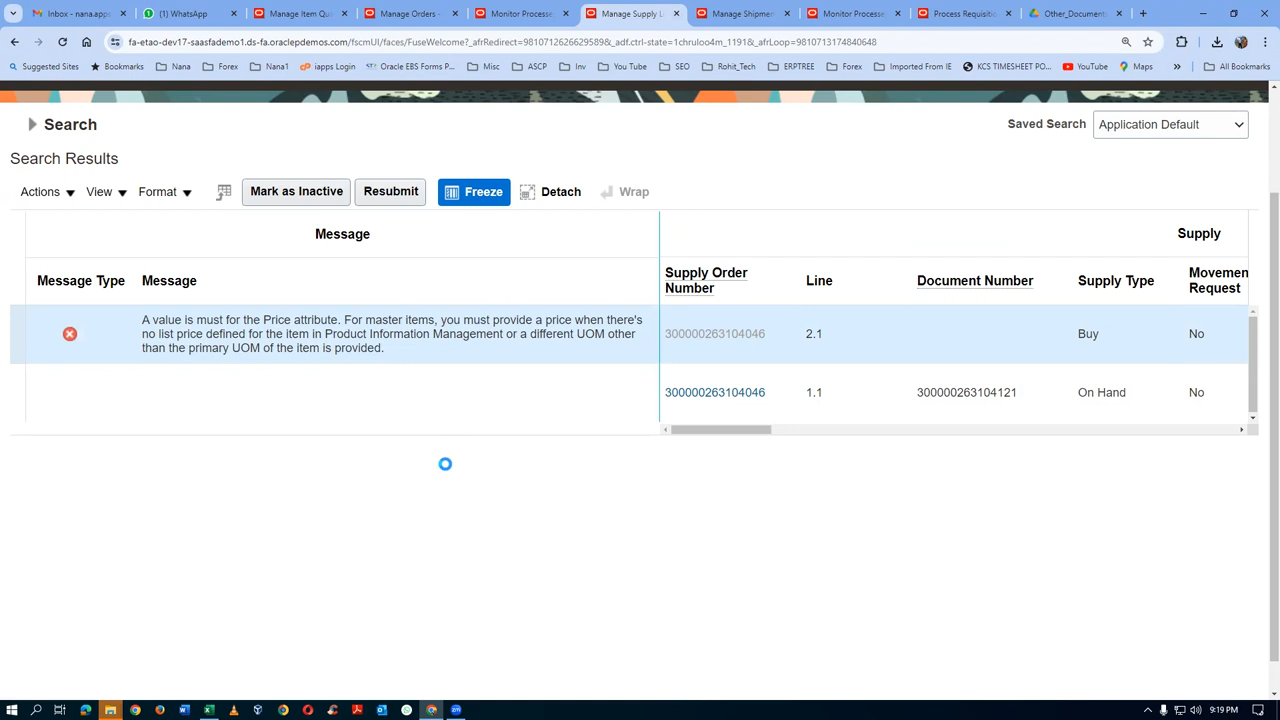 Inbox - nana.apps
(1) WhatsApp
Manage Item Qua
Manage Orders -
Monitor Processe
Manage Supply L
Manage Shipmen
Monitor Processe
Process Requisitio
Other_Document
fa-etao-dev17-saasfademo1.ds-fa.oraclepdemos.com/fscmUI/faces/FuseWelcome?_afrRedirect=9810712626629589&_adf.ctrl-state=1chruloo4m_1191&_afrLoop=9810713174840648
Suggested Sites
Bookmarks
Nana
Forex
Nana1
iapps Login
Oracle EBS Forms P...
Misc
ASCP
Inv
You Tube
SEO
Rohit_Tech
ERPTREE
Forex
Imported From IE
KCS TIMESHEET PO...
YouTube
Maps
»
All Bookmarks
Search
Saved Search
Application Default
Search Results
Actions
View
Format
Mark as Inactive
Resubmit
Freeze
Detach
Wrap
Message
Supply
Message Type
Message
Supply Order
Number
Line
Document Number
Supply Type
Movemen
Request
A value is must for the Price attribute. For master items, you must provide a price when there's
no list price defined for the item in Product Information Management or a different UOM other
than the primary UOM of the item is provided.
300000263104046
2.1
Buy
No
300000263104046
1.1
300000263104121
On Hand
No
9:19 PM